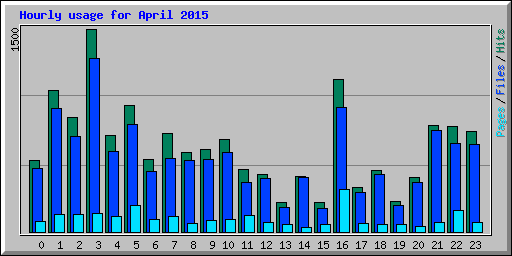 Hourly usage for April 2015
1500
Pages / Files / Hits
0 1 2 3 4 5 6 7 8 9 10 11 12 13 14 15 16 17 18 19 20 21 22 23